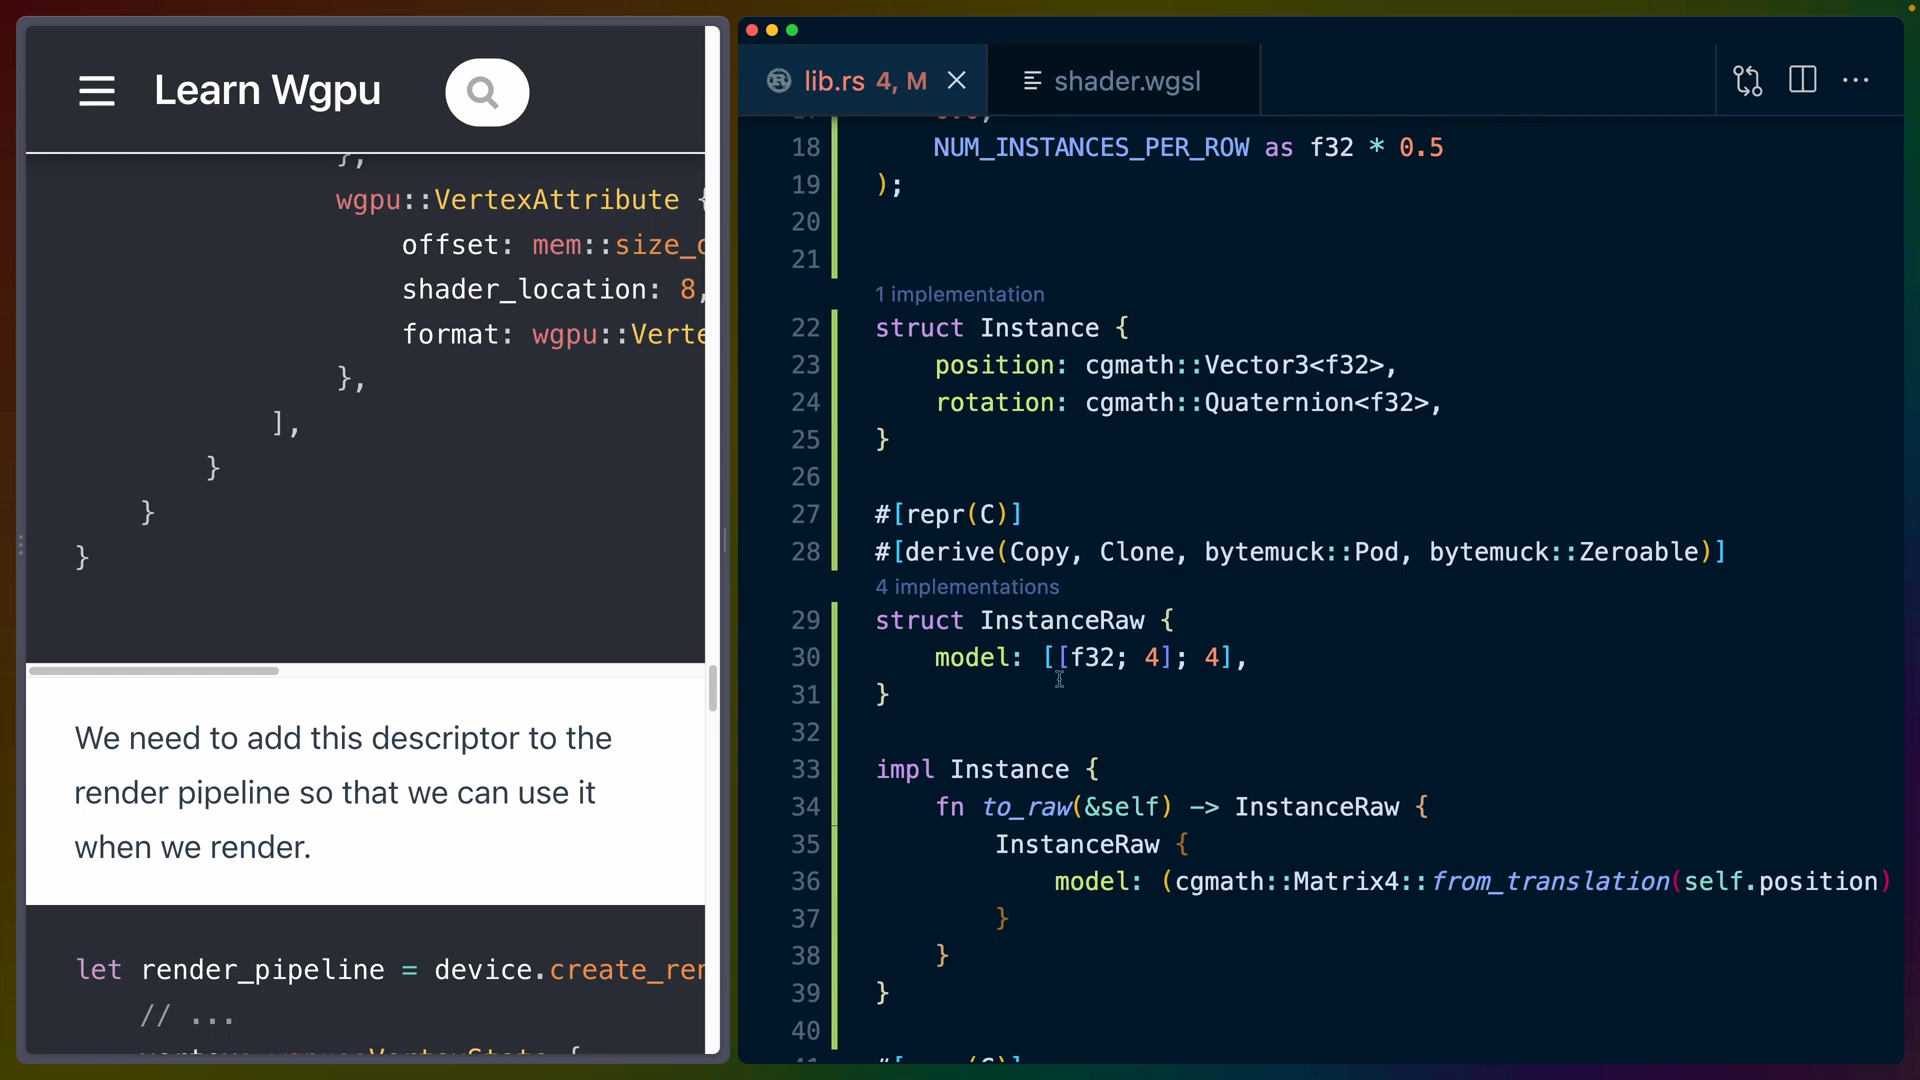 Learn Wgpu
},
wgpu::VertexAttribute {
offset: mem::size_
shader_location: 8,
format: wgpu::Verte
},
],
}
}
}
We need to add this descriptor to the
render pipeline so that we can use it
when we render.
let render_pipeline = device.create_rer
// ...
lib.rs 4, M
shader.wgsl
18 NUM_INSTANCES_PER_ROW as f32 * 0.5
19 );
20
21
1 implementation
22 struct Instance {
23 position: cgmath::Vector3<f32>,
24 rotation: cgmath::Quaternion<f32>,
25 }
26
27 #[repr(C)]
28 #[derive(Copy, Clone, bytemuck::Pod, bytemuck::Zeroable)]
4 implementations
29 struct InstanceRaw {
30 model: [[f32; 4]; 4],
31 }
32
33 impl Instance {
34 fn to_raw(&self) -> InstanceRaw {
35 InstanceRaw {
36 model: (cgmath::Matrix4::from_translation(self.position)
37 }
38 }
39 }
40